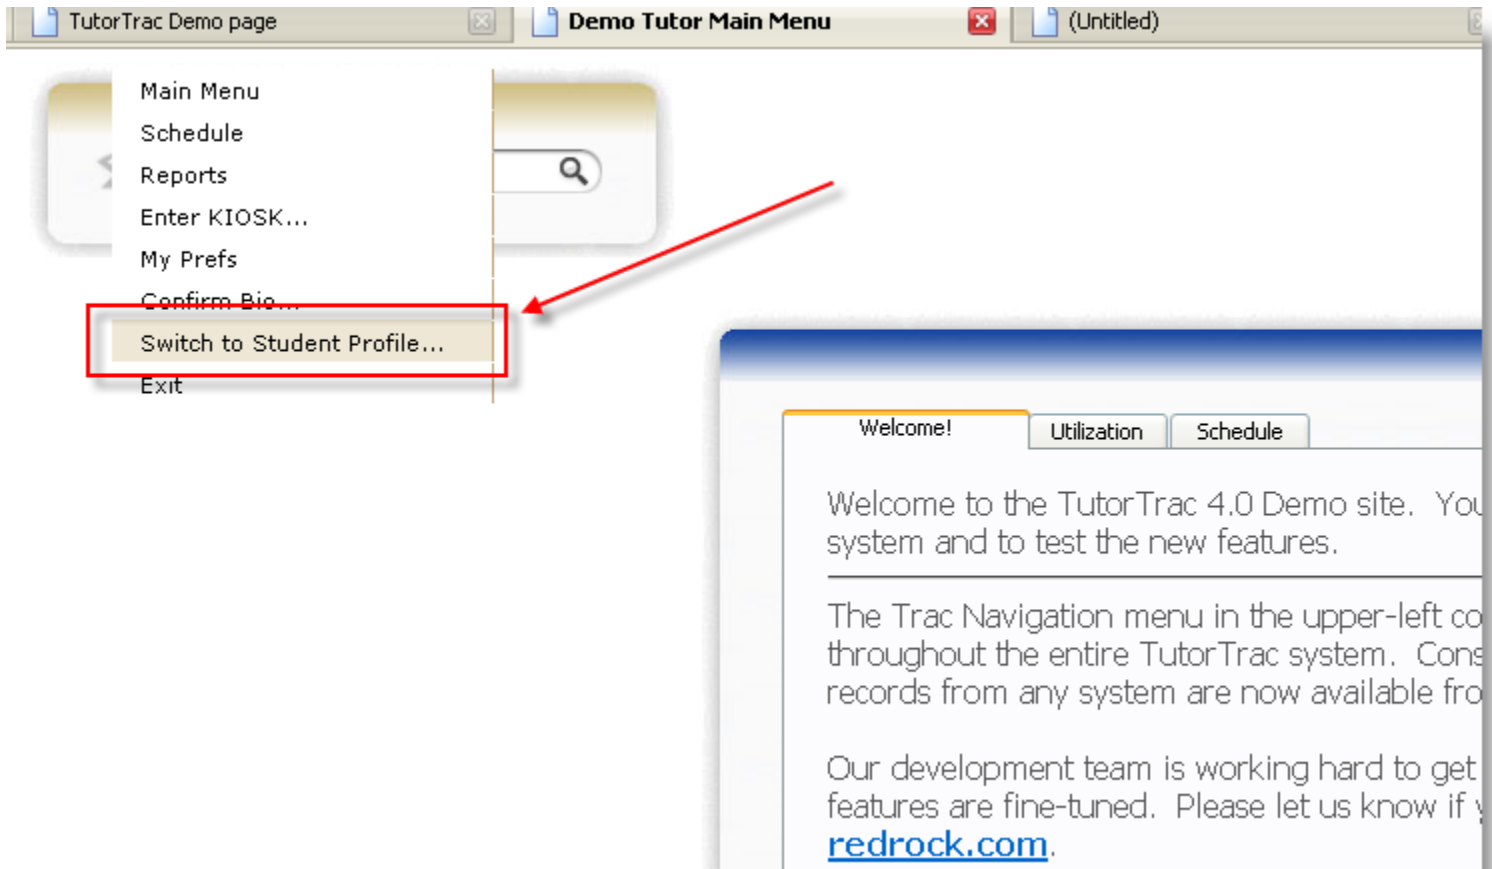 TutorTrac Demo page
Demo Tutor Main Menu
(Untitled)
Main Menu
Schedule
Reports
Enter KIOSK...
My Prefs
Confirm Bio...
Switch to Student Profile...
Exit
Welcome!
Utilization
Schedule
Welcome to the TutorTrac 4.0 Demo site. You
system and to test the new features.
The Trac Navigation menu in the upper-left co
throughout the entire TutorTrac system. Cons
records from any system are now available fro
Our development team is working hard to get
features are fine-tuned. Please let us know if
redrock.com.